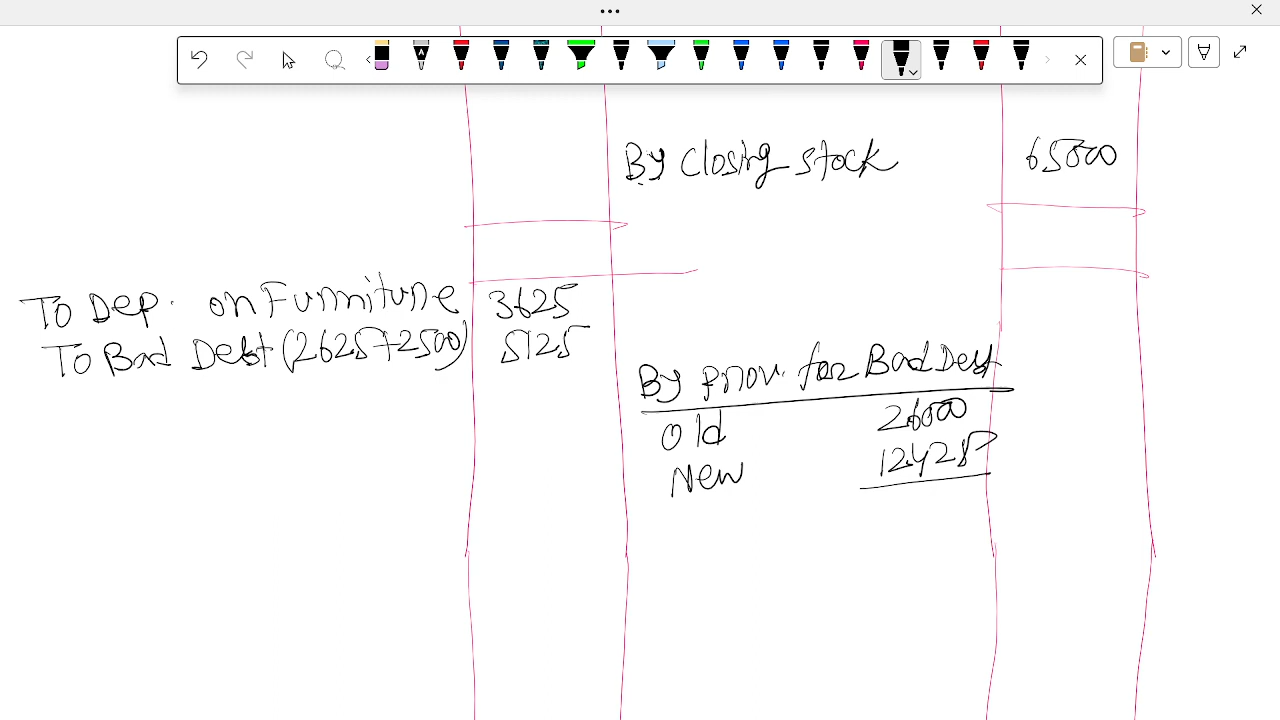 By Closing stock 65000
To Dep. on Furniture 3625
To Bad Debt (2625+2500) 5125
By prov. for Bad Debt
Old 26000
New